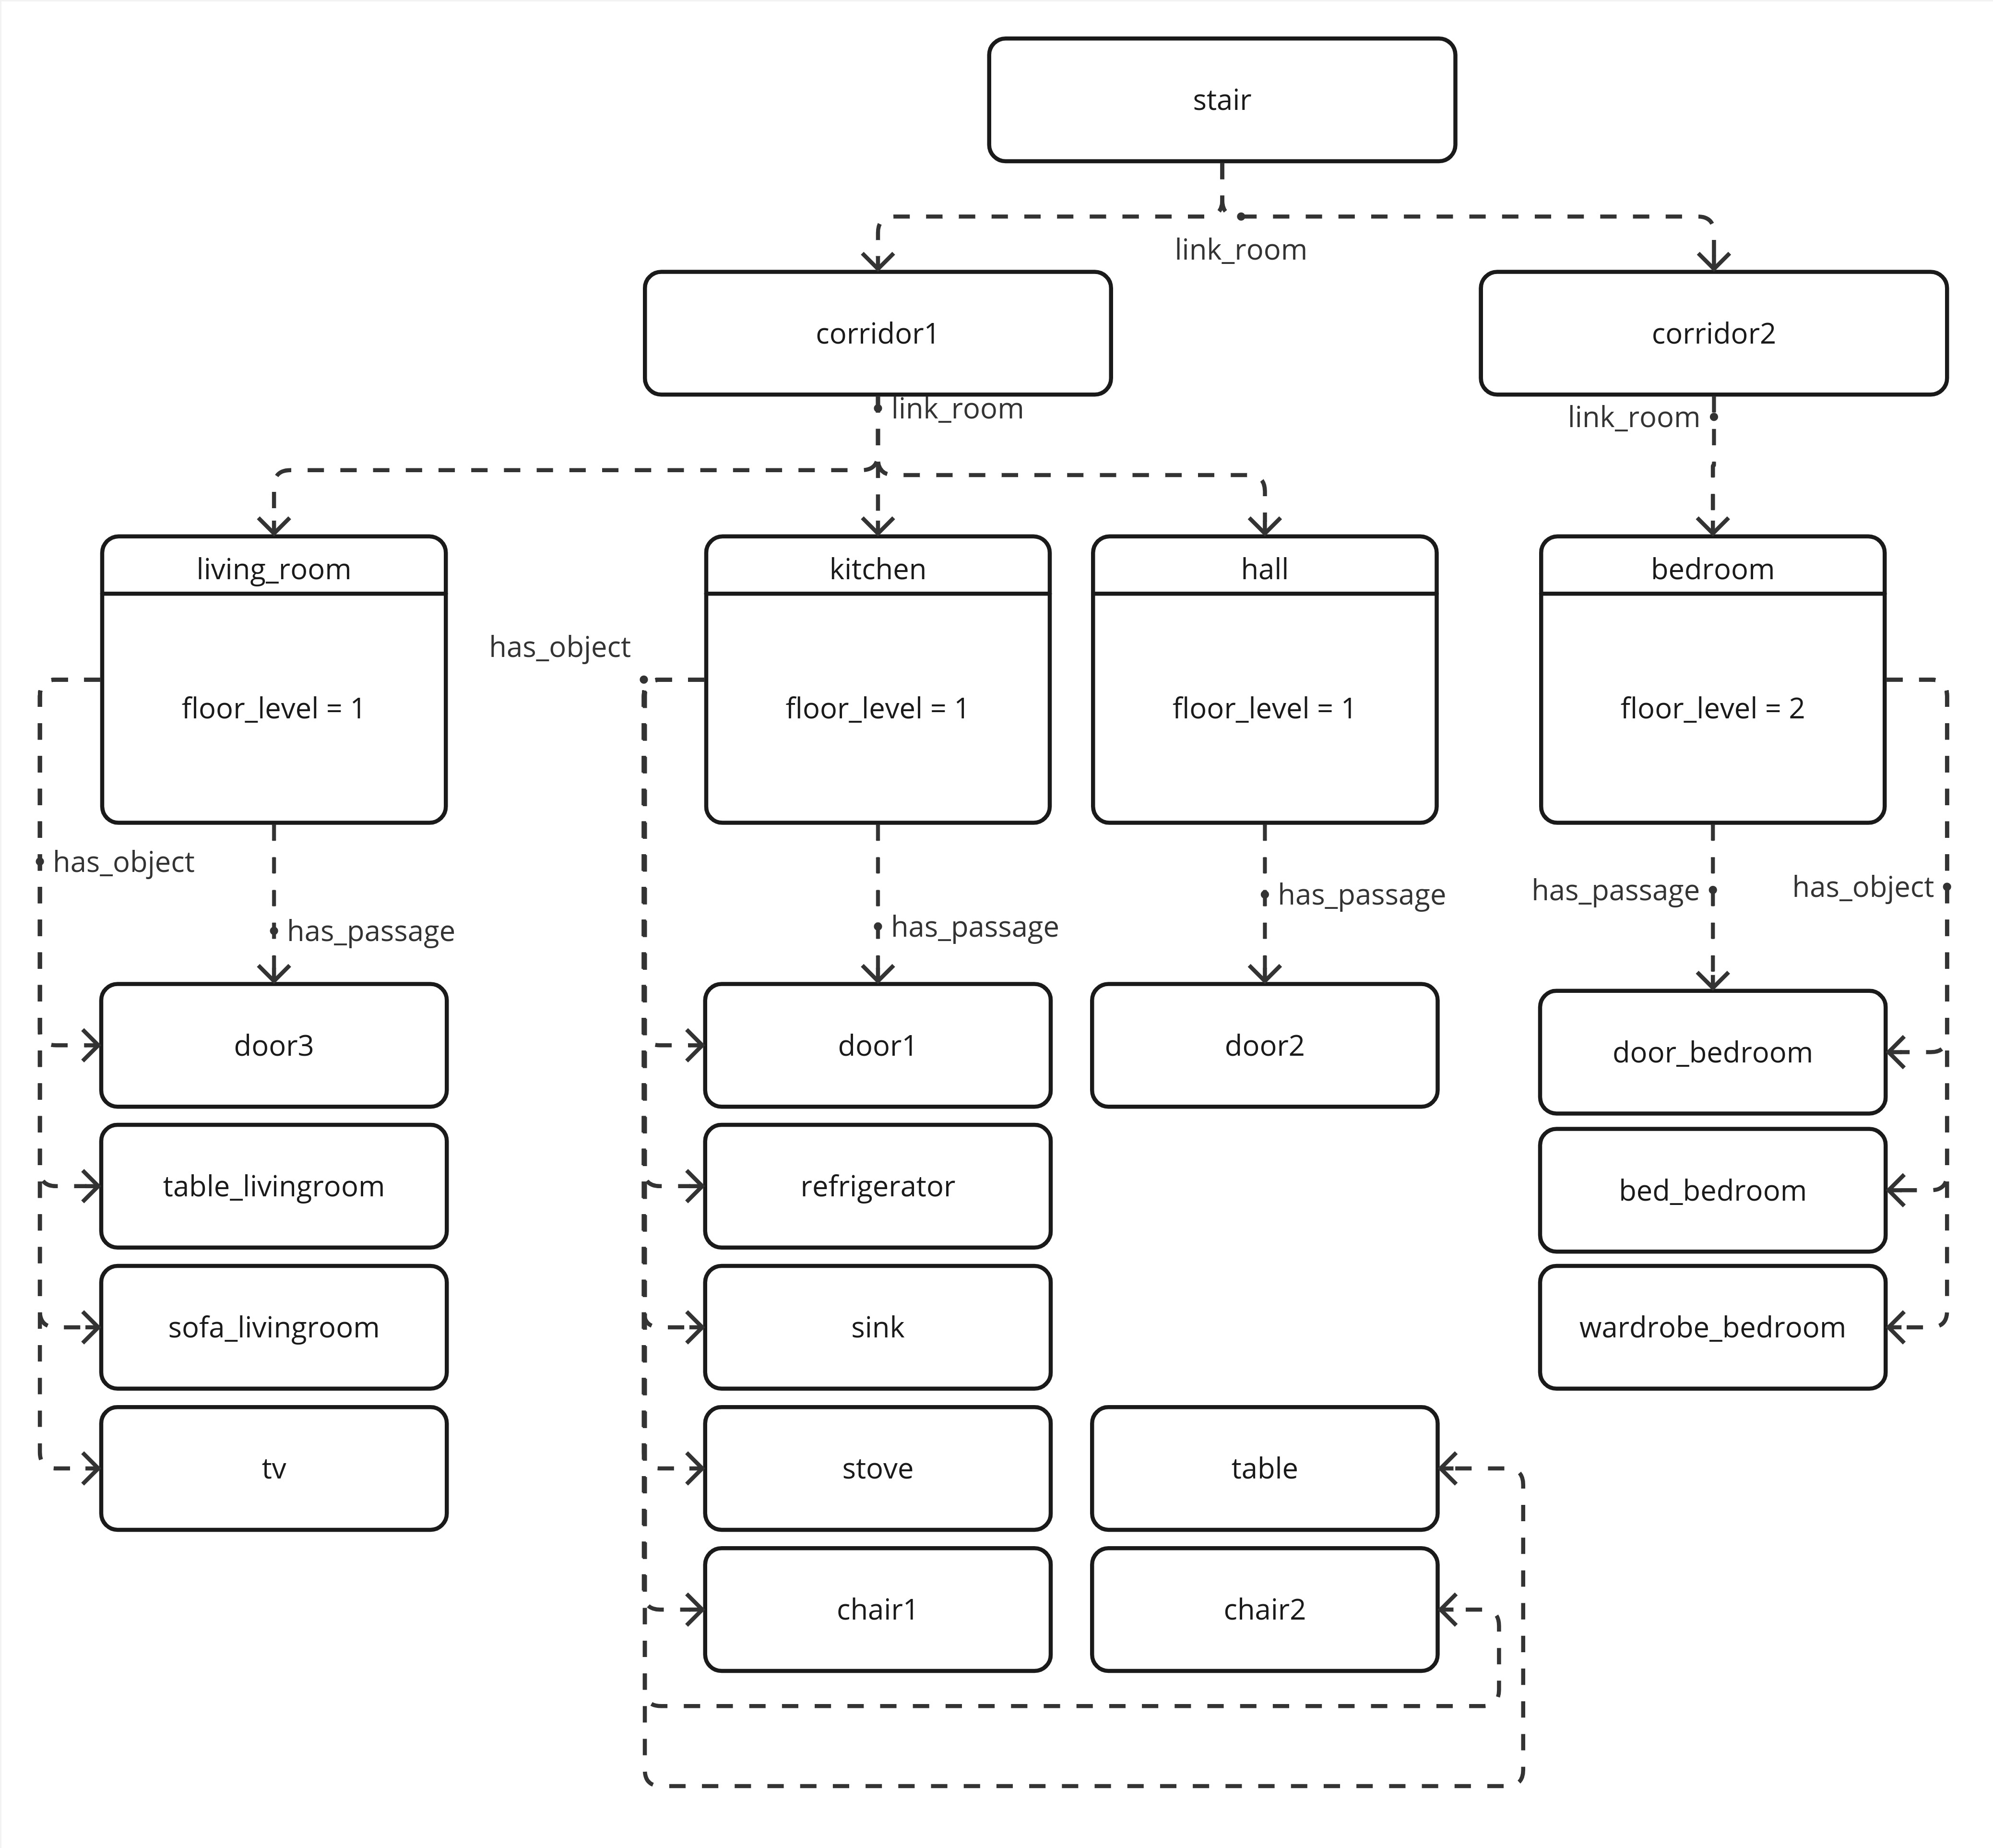 stair
link_room
corridor1
corridor2
link_room
link_room
living_room
kitchen
hall
bedroom
has_object
floor_level = 1
floor_level = 1
floor_level = 1
floor_level = 2
has_object
has_passage
has_passage
has_passage
has_passage
has_object
door3
door1
door2
door_bedroom
table_livingroom
refrigerator
bed_bedroom
sofa_livingroom
sink
wardrobe_bedroom
tv
stove
table
chair1
chair2